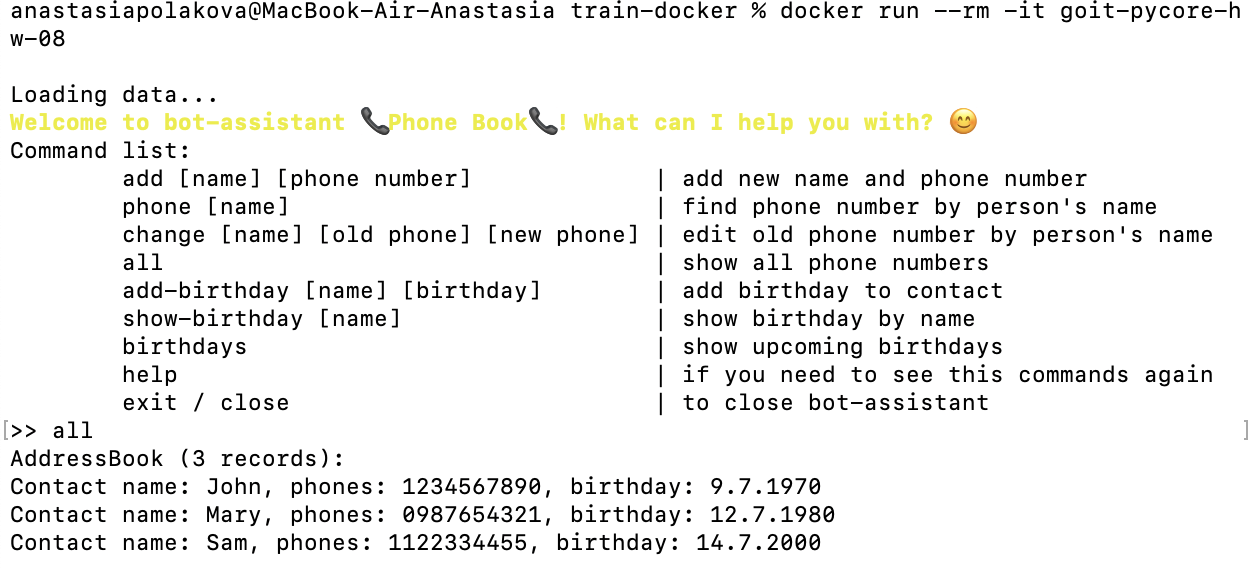 anastasiapolakova@MacBook-Air-Anastasia train-docker % docker run --rm -it goit-pycore-h
w-08
Loading data...
Welcome to bot-assistant 📞Phone Book📞! What can I help you with? 😊
Command list:
add [name] [phone number] | add new name and phone number
phone [name] | find phone number by person's name
change [name] [old phone] [new phone] | edit old phone number by person's name
all | show all phone numbers
add-birthday [name] [birthday] | add birthday to contact
show-birthday [name] | show birthday by name
birthdays | show upcoming birthdays
help | if you need to see this commands again
exit / close | to close bot-assistant
[>> all ]
AddressBook (3 records):
Contact name: John, phones: 1234567890, birthday: 9.7.1970
Contact name: Mary, phones: 0987654321, birthday: 12.7.1980
Contact name: Sam, phones: 1122334455, birthday: 14.7.2000